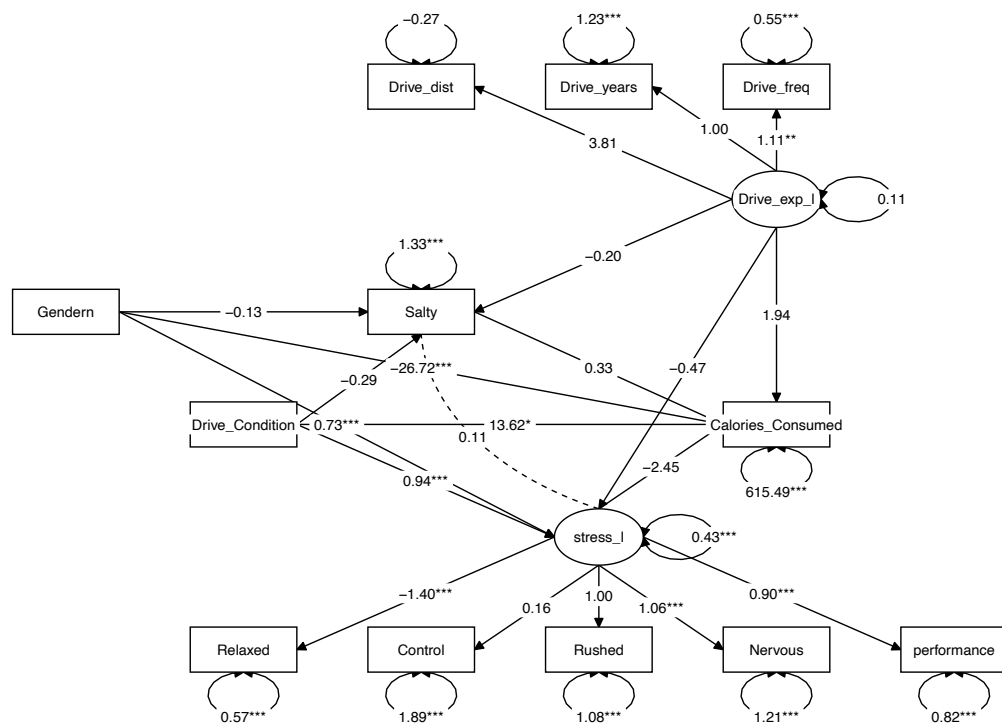 −0.27
1.23***
0.55***
Drive_dist
Drive_years
Drive_freq
1.00
1.11**
3.81
Drive_exp_l
0.11
1.33***
−0.20
Gendern
−0.13
Salty
1.94
−26.72***
0.33
−0.47
−0.29
Drive_Condition
0.73***
13.62*
Calories_Consumed
0.11
−2.45
0.94***
615.49***
stress_l
0.43***
−1.40***
0.16
1.00
1.06***
0.90***
Relaxed
Control
Rushed
Nervous
performance
0.57***
1.89***
1.08***
1.21***
0.82***